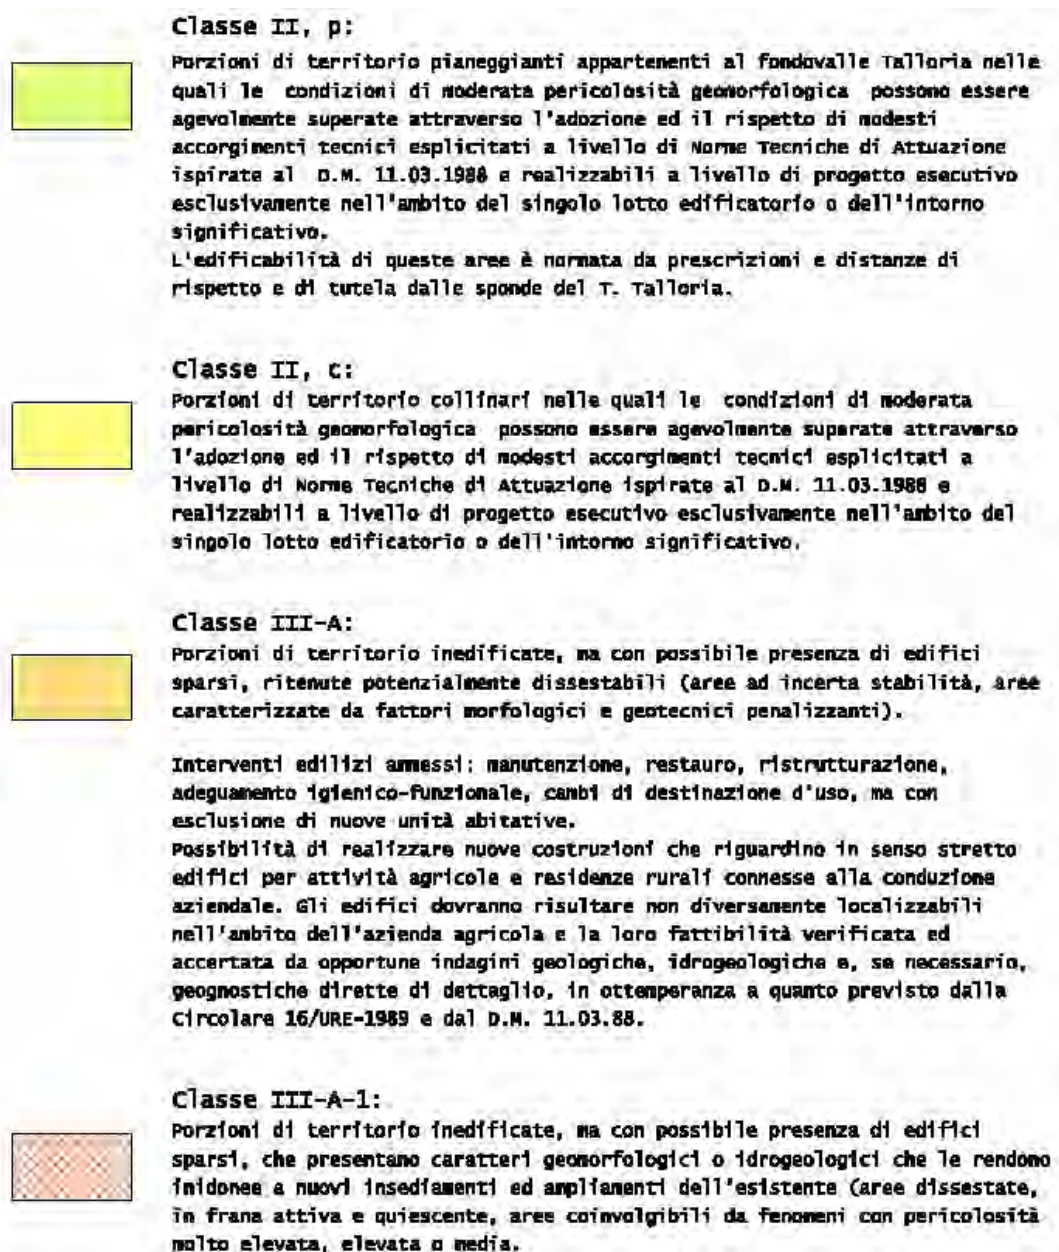 Classe II, p:
Porzioni di territorio pianeggianti appartenenti al fondovalle Talloria nelle
quali le condizioni di moderata pericolosità geomorfologica possono essere
agevolmente superate attraverso l'adozione ed il rispetto di modesti
accorgimenti tecnici esplicitati a livello di Norme Tecniche di Attuazione
ispirate al D.M. 11.03.1988 e realizzabili a livello di progetto esecutivo
esclusivamente nell'ambito del singolo lotto edificatorio o dell'intorno
significativo.
L'edificabilità di queste aree è normata da prescrizioni e distanze di
rispetto e di tutela dalle sponde del T. Talloria.
Classe II, c:
Porzioni di territorio collinari nelle quali le condizioni di moderata
pericolosità geomorfologica possono essere agevolmente superate attraverso
l'adozione ed il rispetto di modesti accorgimenti tecnici esplicitati a
livello di Norme Tecniche di Attuazione ispirate al D.M. 11.03.1988 e
realizzabili a livello di progetto esecutivo esclusivamente nell'ambito del
singolo lotto edificatorio o dell'intorno significativo.
Classe III-A:
Porzioni di territorio inedificate, ma con possibile presenza di edifici
sparsi, ritenute potenzialmente dissestabili (aree ad incerta stabilità, aree
caratterizzate da fattori morfologici e geotecnici penalizzanti).
Interventi edilizi ammessi: manutenzione, restauro, ristrutturazione,
adeguamento igienico-funzionale, cambi di destinazione d'uso, ma con
esclusione di nuove unità abitative.
Possibilità di realizzare nuove costruzioni che riguardino in senso stretto
edifici per attività agricole e residenze rurali connesse alla conduzione
aziendale. Gli edifici dovranno risultare non diversamente localizzabili
nell'ambito dell'azienda agricola e la loro fattibilità verificata ed
accertata da opportune indagini geologiche, idrogeologiche e, se necessario,
geognostiche dirette di dettaglio, in ottemperanza a quanto previsto dalla
Circolare 16/URE-1989 e dal D.M. 11.03.88.
Classe III-A-1:
Porzioni di territorio inedificate, ma con possibile presenza di edifici
sparsi, che presentano caratteri geomorfologici o idrogeologici che le rendono
inidonee a nuovi insediamenti ed ampliamenti dell'esistente (aree dissestate,
in frana attiva e quiescente, aree coinvolgibili da fenomeni con pericolosità
molto elevata, elevata o media.